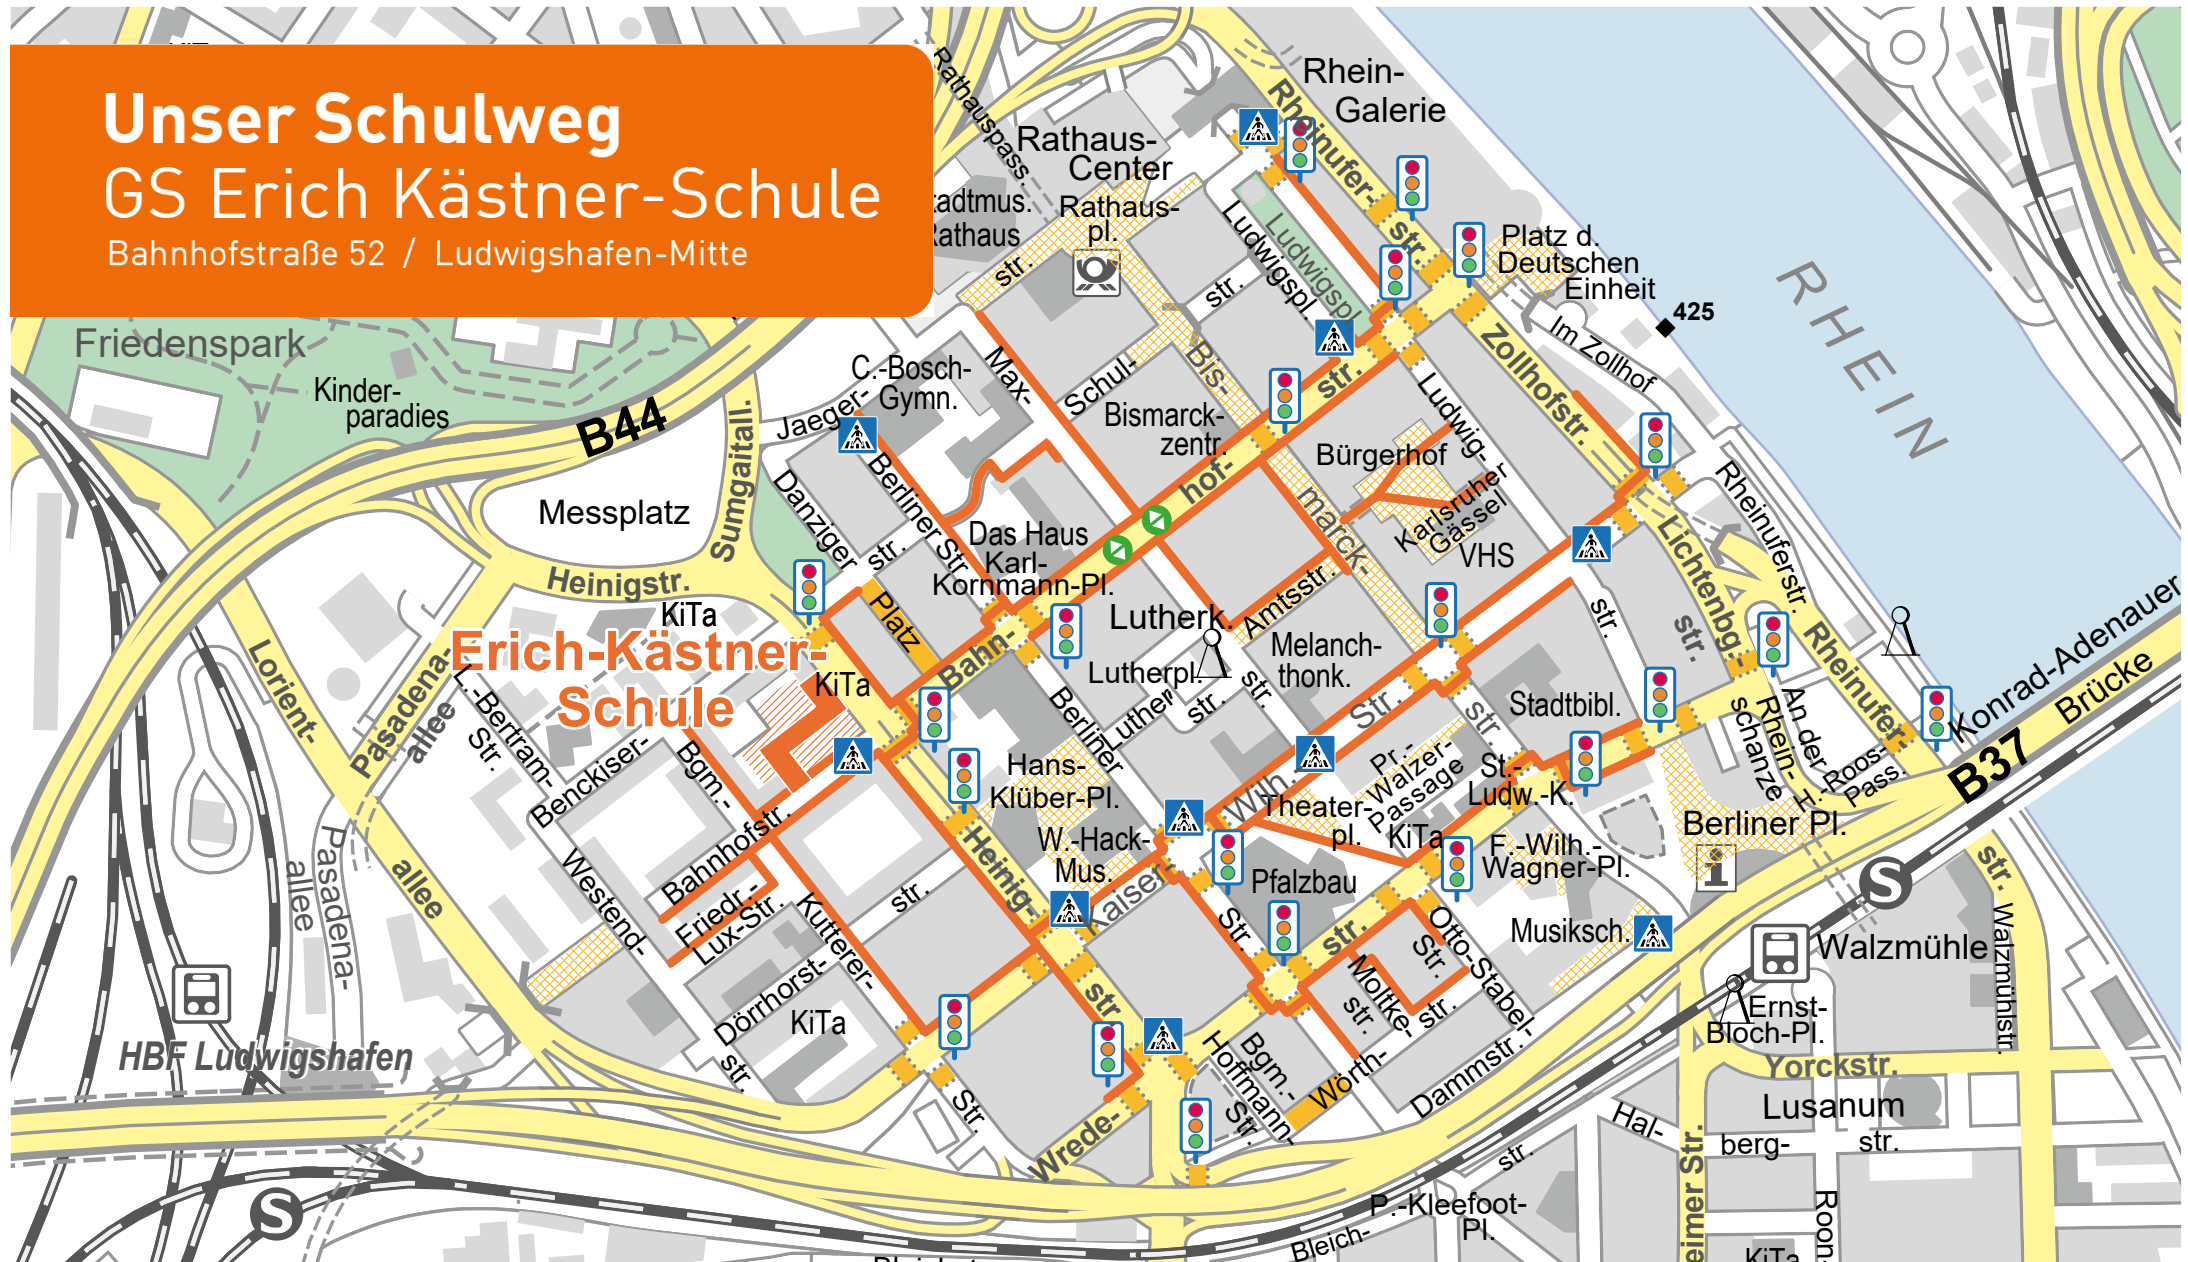 Unser Schulweg
GS Erich Kästner-Schule
Bahnhofstraße 52 / Ludwigshafen-Mitte
Rathauspass.
Rathaus-
Center
Rathaus-
pl.
tadtmus.
Rathaus
Rhein-
Galerie
Rheinufer-
str.
Platz d.
Deutschen
Einheit
425
RHEIN
Im Zollhof
Zollhofstr.
Ludwigspl.
Ludwigspl.
str.
str.
Friedenspark
Kinder-
paradies
B44
Sumgaitall.
Messplatz
Heinigstr.
Jaeger-
str.
C.-Bosch-
Gymn.
Max-
Schul-
Bis-
marck-
str.
Bismarck-
zentr.
Bürgerhof
Ludwig-
str.
Karlsruher
Gässel
VHS
Rheinuferstr.
Lichtenbg.-
str.
Danziger
Platz
Berliner Str.
Das Haus
Karl-
Kornmann-Pl.
Bahn-
hof-
str.
Lutherk.
Lutherpl.
Amtsstr.
Melanch-
thonk.
Luther
str.
str.
Berliner
Str.
KiTa
Erich-Kästner-
Schule
KiTa
Lorient-
allee
Pasadena-
allee
L.-Bertram-
Str.
Benckiser-
Bgm.-
Kutterer-
Str.
Bahnhofstr.
Westend-
str.
Friedr.-
Lux-Str.
Dörrhorst-
str.
KiTa
Pasadena-
allee
HBF Ludwigshafen
S
Hans-
Klüber-Pl.
W.-Hack-
Mus.
Heinig-
str
Kaiser-
Wilh.-
Str.
Theater-
pl.
Pr.-
Walzer-
Passage
KiTa
Stadtbibl.
St.-
Ludw.-K.
F.-Wilh.-
Wagner-Pl.
Pfalzbau
str.
Musiksch.
Otto-Stabel-
Str.
Moltke-
str.
Wörth-
str.
Dammstr.
Bgm.-
Hoffmann-
Str.
Wrede-
Berliner Pl.
An der
Rhein-
schanze
H.-Roos-
Pass.
Rheinufer-
str.
Konrad-Adenauer
Brücke
B37
S
Walzmühle
Walzmühlstr.
Ernst-
Bloch-Pl.
Yorckstr.
Lusanum
Hal-
berg-
str.
eimer Str.
Roon-
KiTa
P.-Kleefoot-
Pl.
Bleich-
str.